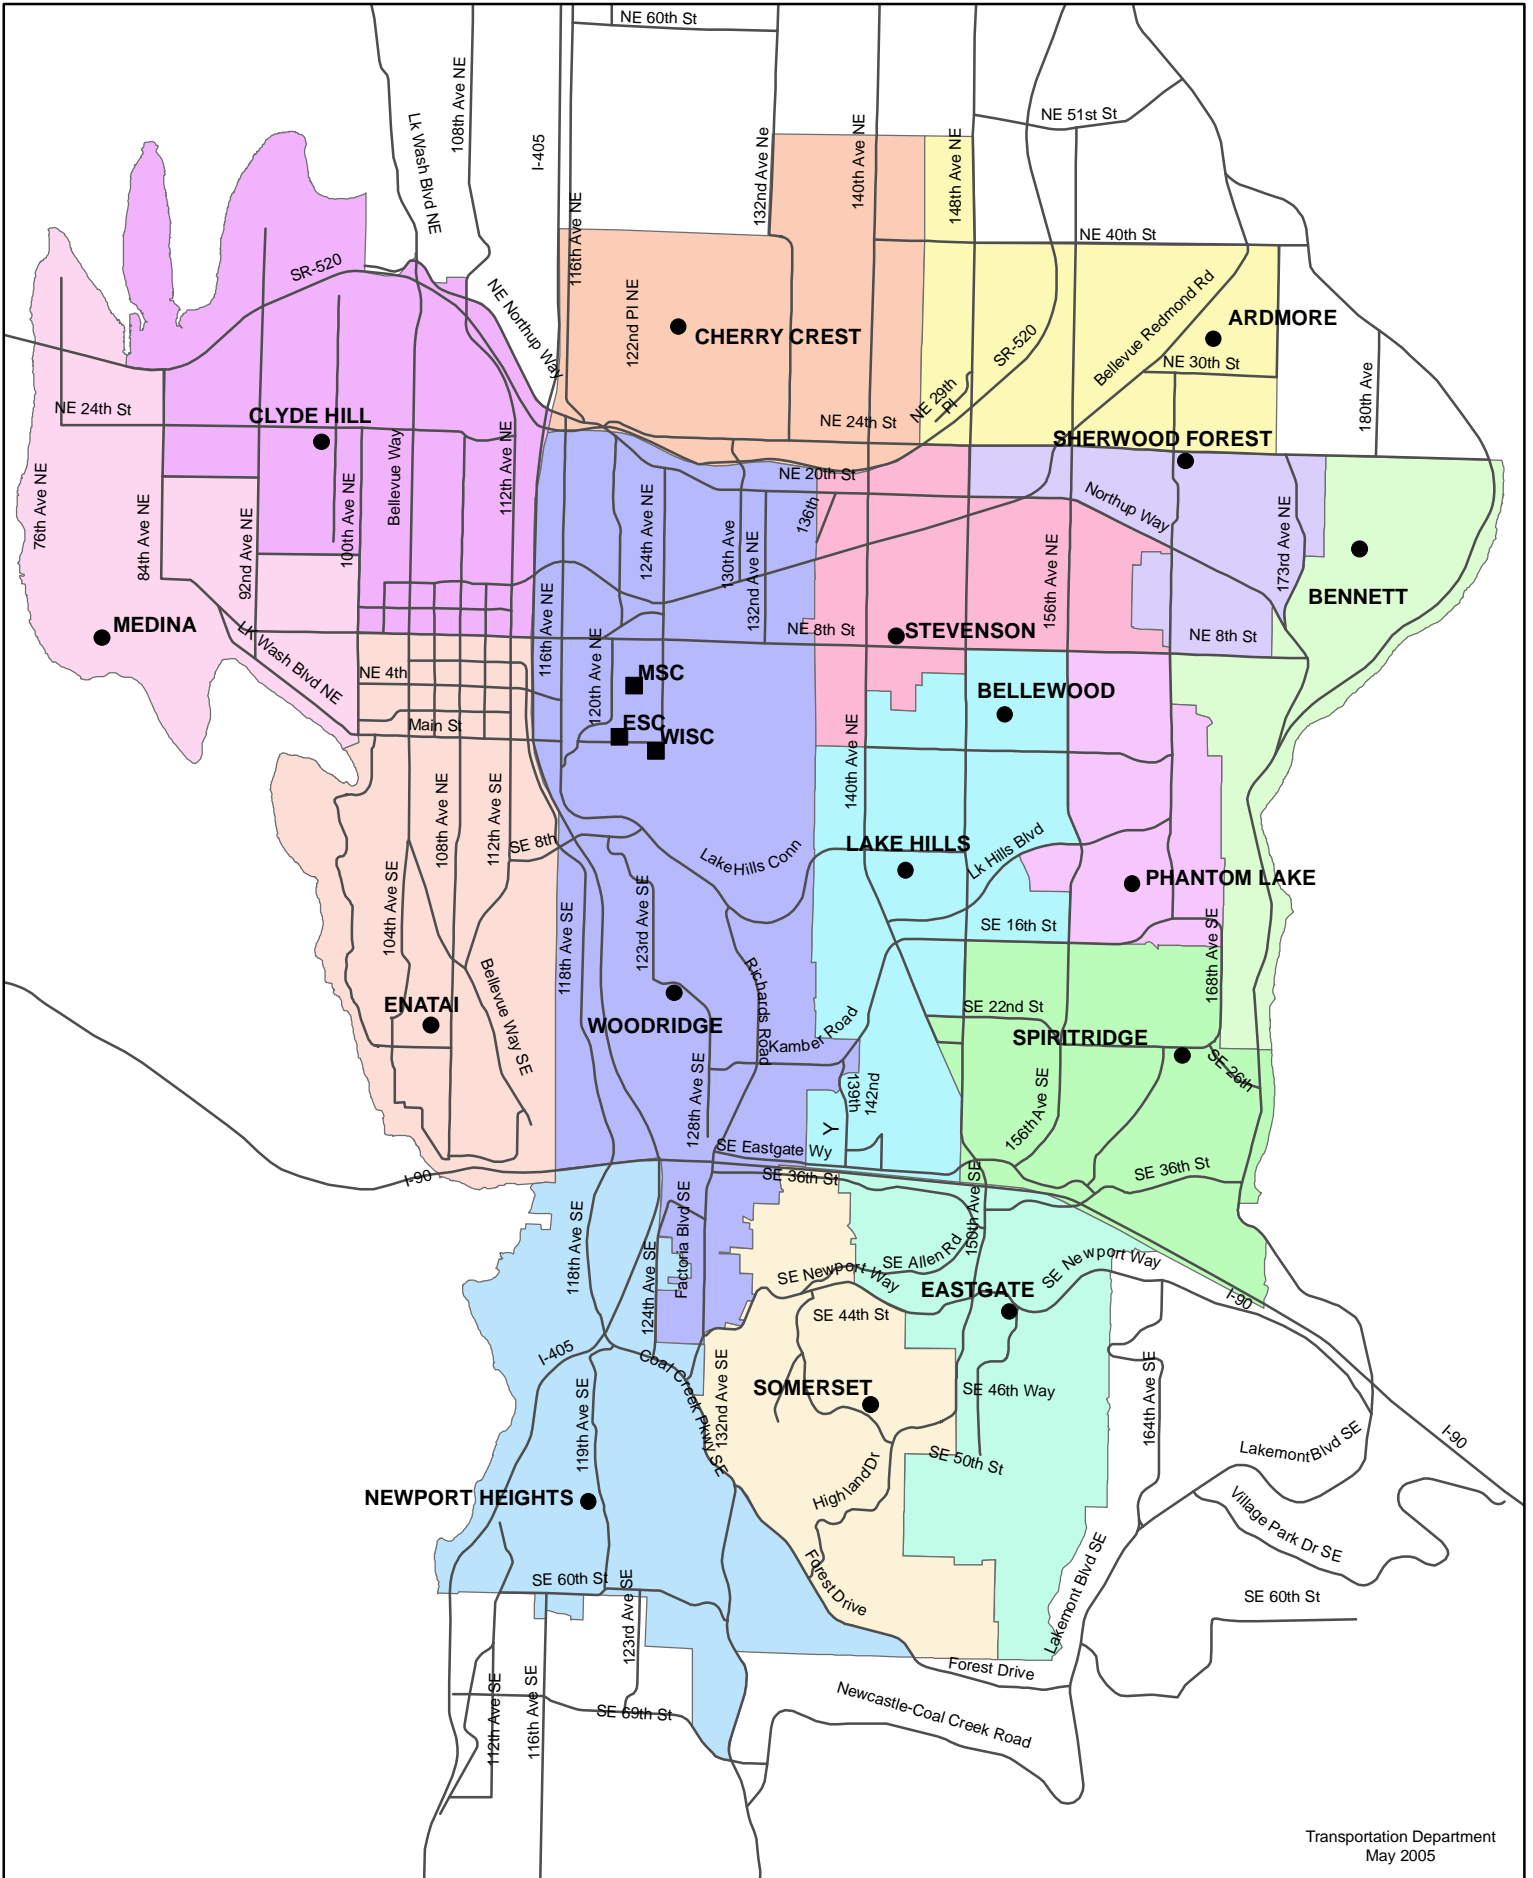 NE 60th St
108th Ave NE
Lk Wash Blvd NE
I-405
116th Ave NE
132nd Ave Ne
140th Ave NE
148th Ave NE
NE 51st St
NE 40th St
SR-520
NE Northup Way
122nd Pl NE
CHERRY CREST
SR-520
Bellevue Redmond Rd
ARDMORE
NE 30th St
180th Ave
NE 24th St
CLYDE HILL
NE 24th St
NE 29th
Pl
SHERWOOD FOREST
76th Ave NE
84th Ave NE
92nd Ave NE
100th Ave NE
Bellevue Way
112th Ave NE
124th Ave NE
130th Ave
132nd Ave NE
NE 20th St
136th
Northup Way
156th Ave NE
173rd Ave NE
BENNETT
MEDINA
LK Wash Blvd NE
116th Ave NE
120th Ave NE
NE 8th St
STEVENSON
NE 8th St
NE 4th
MSC
BELLEWOOD
Main St
ESC
WISC
140th Ave NE
108th Ave NE
112th Ave SE
SE 8th
LakeHills Conn
LAKE HILLS
Lk Hills Blvd
PHANTOM LAKE
104th Ave SE
118th Ave SE
123rd Ave SE
SE 16th St
168th Ave SE
Bellevue Way SE
Richards Road
ENATAI
WOODRIDGE
Kamber Road
SE 22nd St
SPIRITRIDGE
SE 26th
128th Ave SE
139th
142nd
Y
156th Ave SE
SE Eastgate Wy
I-90
SE 36th St
150th Ave SE
SE 36th St
118th Ave SE
124th Ave SE
Factoria Blvd SE
SE Newport Way
SE Allen Rd
SE Newport Way
EASTGATE
I-90
SE 44th St
I-405
Coal Creek Pkwy SE
132nd Ave SE
SOMERSET
SE 46th Way
164th Ave SE
119th Ave SE
SE 50th St
LakemontBlvd SE
I-90
HighlandDr
NEWPORT HEIGHTS
Village Park Dr SE
SE 60th St
123rd Ave SE
Forest Drive
Lakemont Blvd SE
SE 60th St
Forest Drive
112th Ave SE
116th Ave SE
SE 69th St
Newcastle-Coal Creek Road
Transportation Department
May 2005